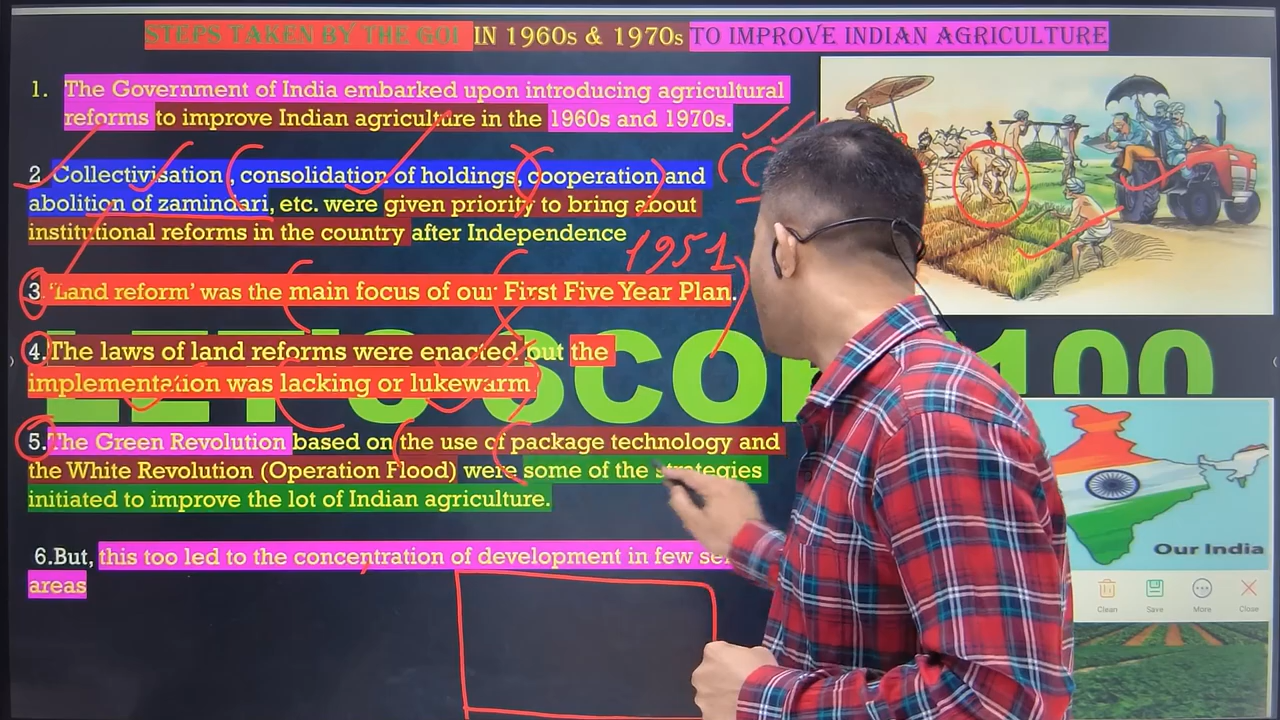 STEPS TAKEN BY THE GOI IN 1960s & 1970s TO IMPROVE INDIAN AGRICULTURE
1. The Government of India embarked upon introducing agricultural
reforms to improve Indian agriculture in the 1960s and 1970s.
2 Collectivisation , consolidation of holdings, cooperation and
abolition of zamindari, etc. were given priority to bring about
institutional reforms in the country after Independence
1951
3. 'Land reform' was the main focus of our First Five Year Plan.
4. The laws of land reforms were enacted but the
implementation was lacking or lukewarm
LET'S 100
5. The Green Revolution based on the use of package technology and
the White Revolution (Operation Flood) were some of the strategies
initiated to improve the lot of Indian agriculture.
6.But, this too led to the concentration of development in few
areas
Our India
Clean Save More Close